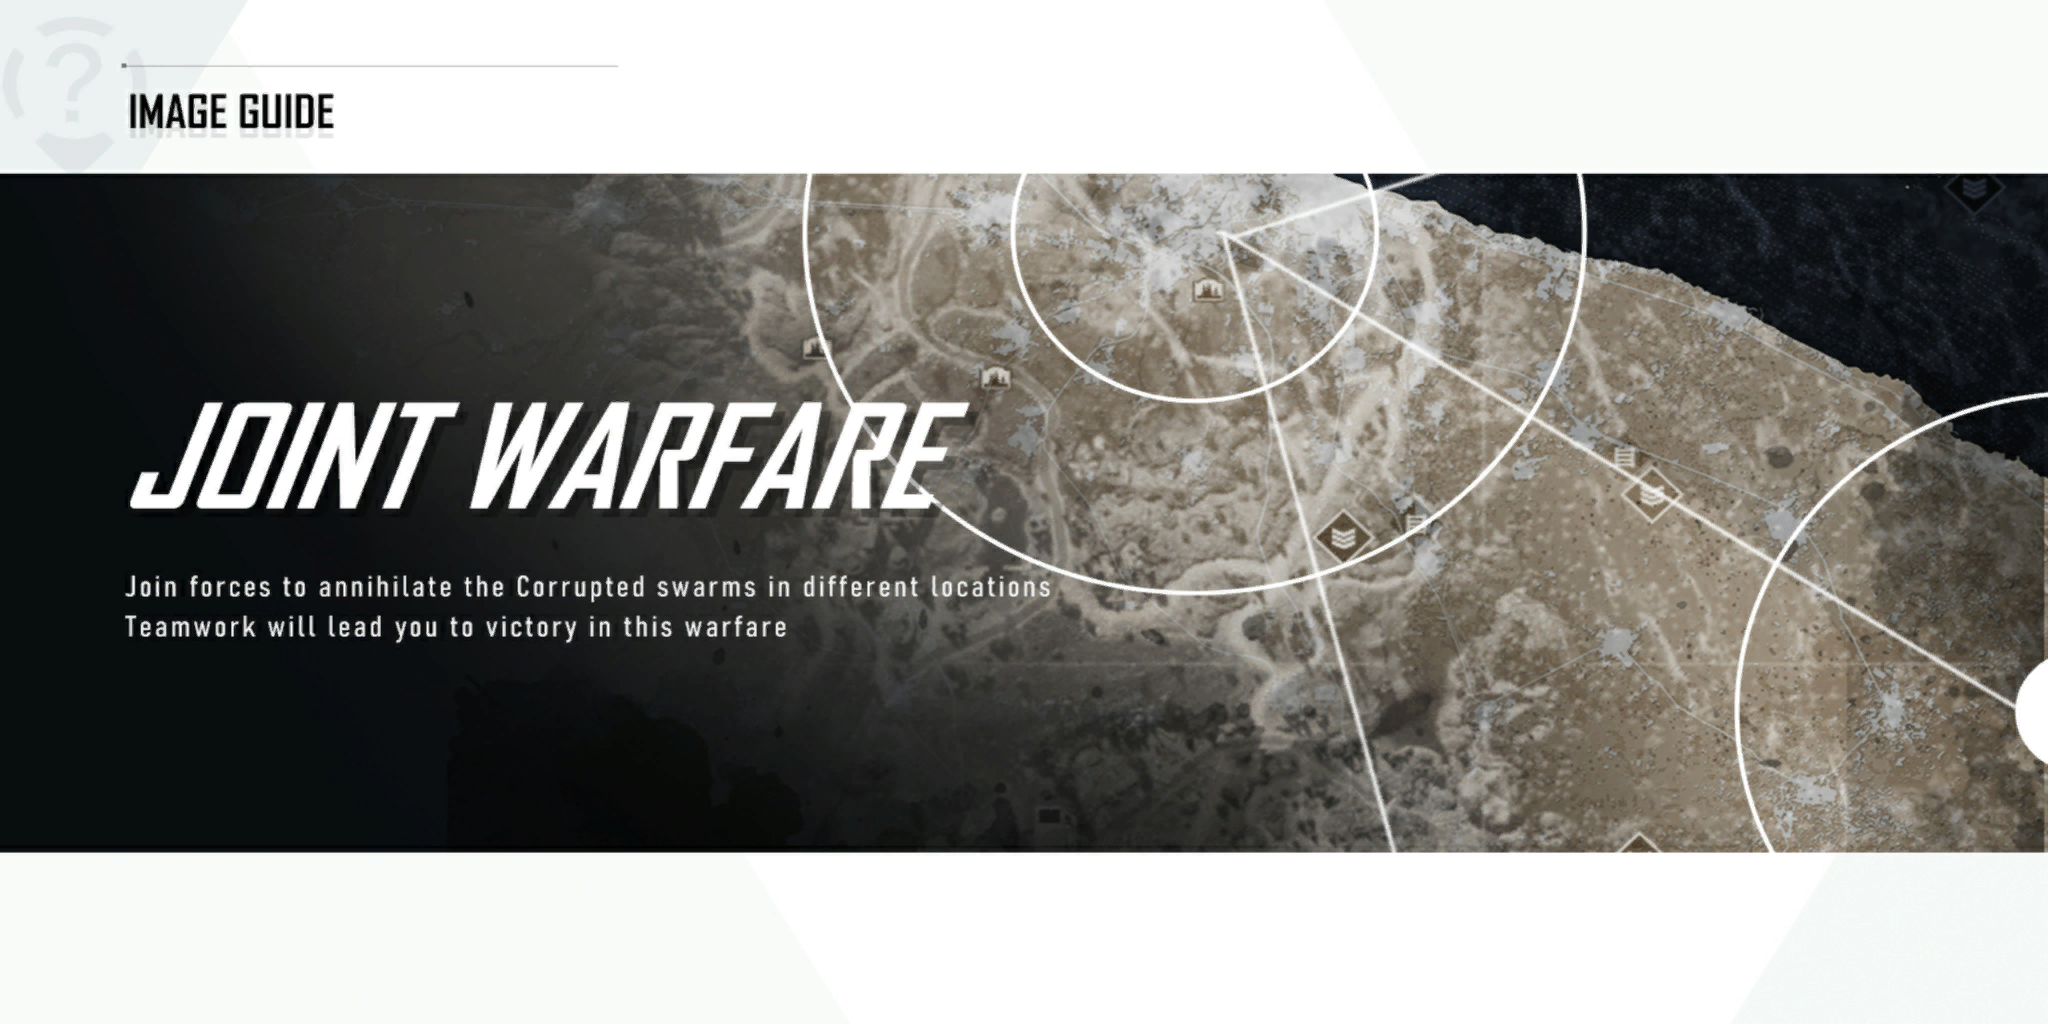 IMAGE GUIDE
JOINT WARFARE
Join forces to annihilate the Corrupted swarms in different locations
Teamwork will lead you to victory in this warfare